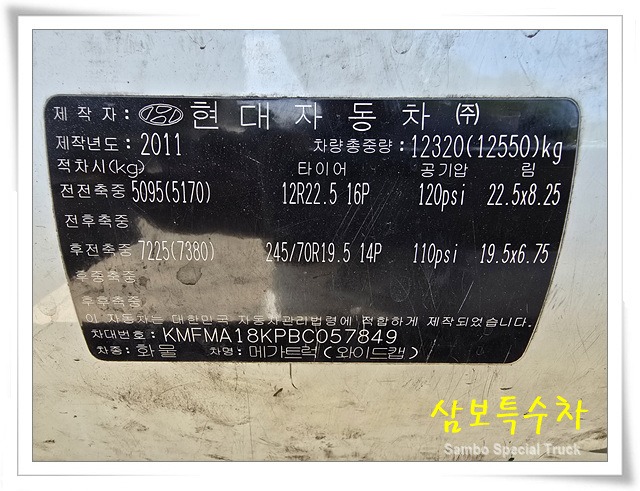 제 작 자 : 현 대 자 동 차 ㈜
제작년도 : 2011 차량총중량 : 12320(12550)kg
적차시(kg) 타이어 공기압 림
전전축중 5095(5170) 12R22.5 16P 120psi 22.5x8.25
전후축중
후전축중 7225(7380) 245/70R19.5 14P 110psi 19.5x6.75
후중축중
후후축중
이 자동차는 대한민국 자동차관리법령에 적합하게 제작되었습니다
차대번호 : KMFMA18KPBC057849
차종 : 화물 차명 : 메가트럭(와이드캡)
삼보특수차
Sambo Special Truck